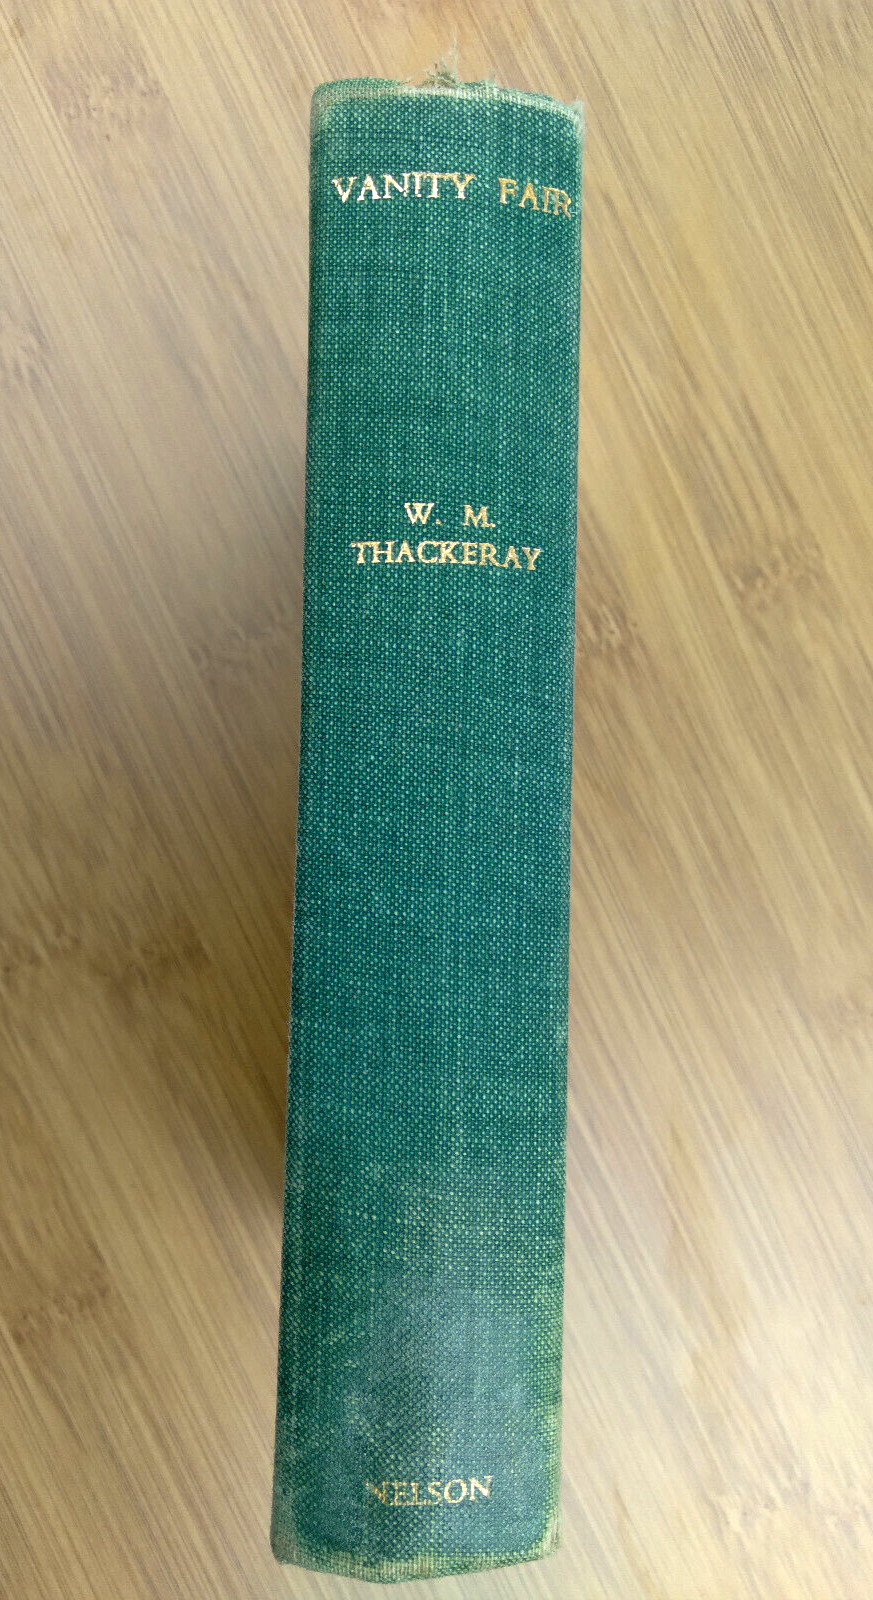 VANITY FAIR
W. M.
THACKERAY
NELSON